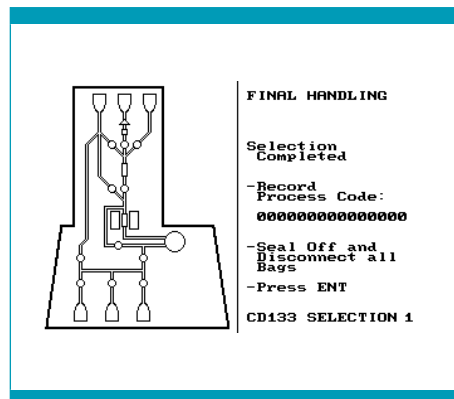 FINAL HANDLING
Selection
Completed
-Record
Process Code:
000000000000000
-Seal Off and
Disconnect all
Bags
-Press ENT
CD133 SELECTION 1